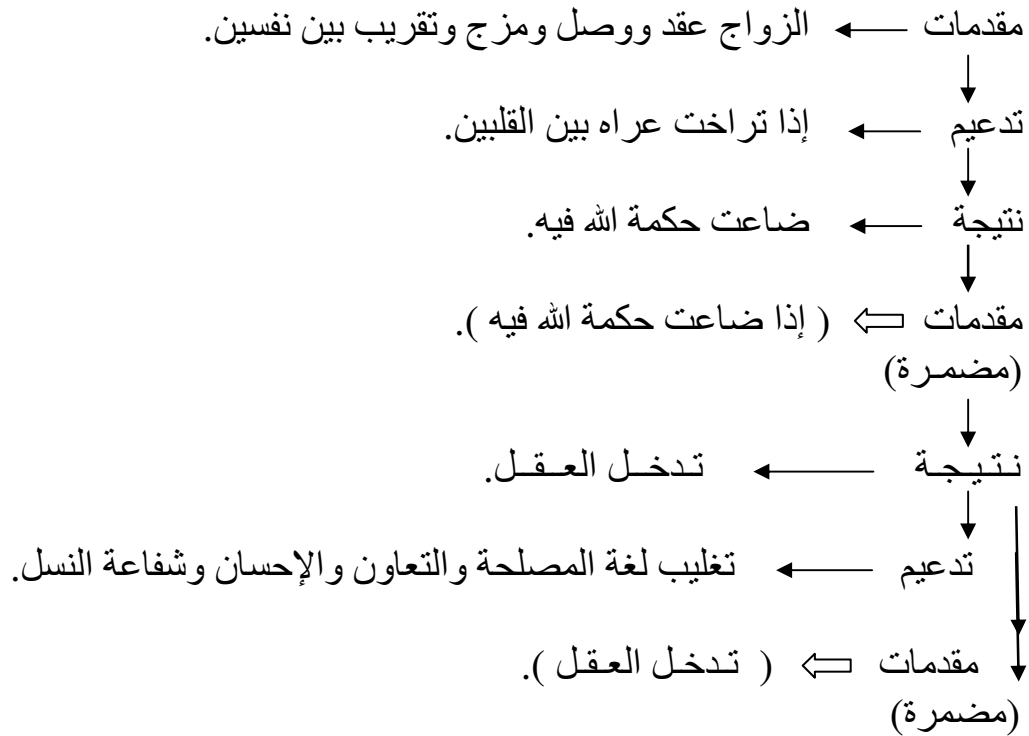 مقدمات الزواج عقد ووصل ومزج وتقريب بين نفسين.
تدعيم إذا تراخت عراه بين القلبين.
نتيجة ضاعت حكمة الله فيه.
مقدمات ( إذا ضاعت حكمة الله فيه ).
(مضمرة)
نتيجة تدخل العقل.
تدعيم تغليب لغة المصلحة والتعاون والإحسان وشفاعة النسل.
مقدمات ( تدخل العقل ).
(مضمرة)